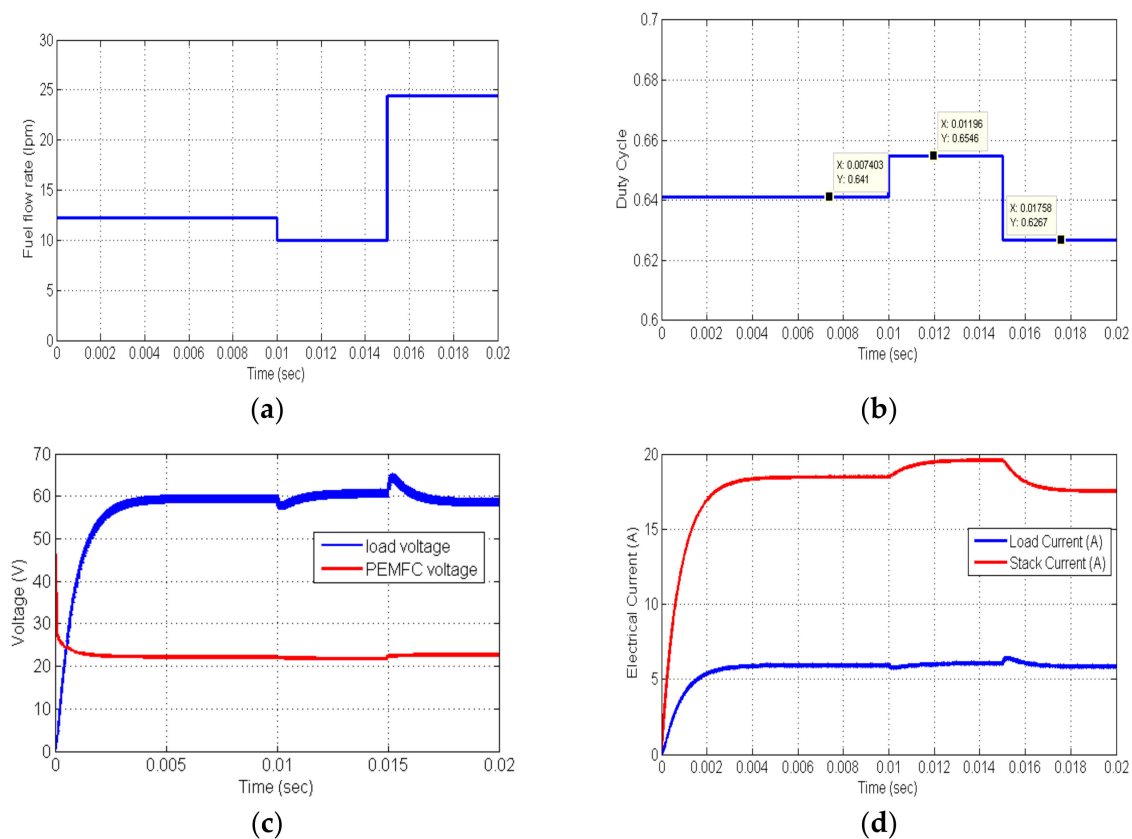 30
25
20
15
10
5
0
Fuel flow rate (lpm)
0 0.002 0.004 0.006 0.008 0.01 0.012 0.014 0.016 0.018 0.02
Time (sec)
(a)
0.7
0.68
0.66
0.64
0.62
0.6
Duty Cycle
X: 0.007403
Y: 0.641
X: 0.01196
Y: 0.6546
X: 0.01758
Y: 0.6267
0 0.002 0.004 0.006 0.008 0.01 0.012 0.014 0.016 0.018 0.02
Time (sec)
(b)
70
60
50
40
30
20
10
0
Voltage (V)
load voltage
PEMFC voltage
0 0.005 0.01 0.015 0.02
Time (sec)
(c)
20
15
10
5
0
Electrical Current (A)
Load Current (A)
Stack Current (A)
0 0.002 0.004 0.006 0.008 0.01 0.012 0.014 0.016 0.018 0.02
Time (sec)
(d)